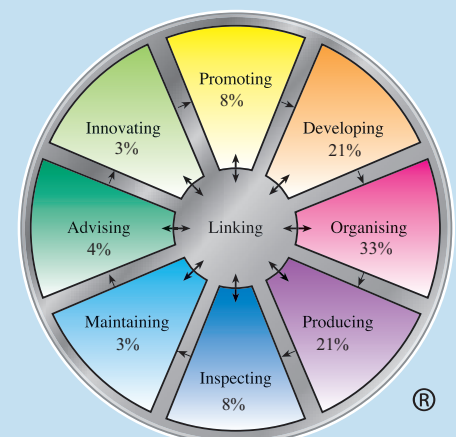 Promoting
8%
Developing
21%
Innovating
3%
Advising
4%
Linking
Organising
33%
Maintaining
3%
Producing
21%
Inspecting
8%
®